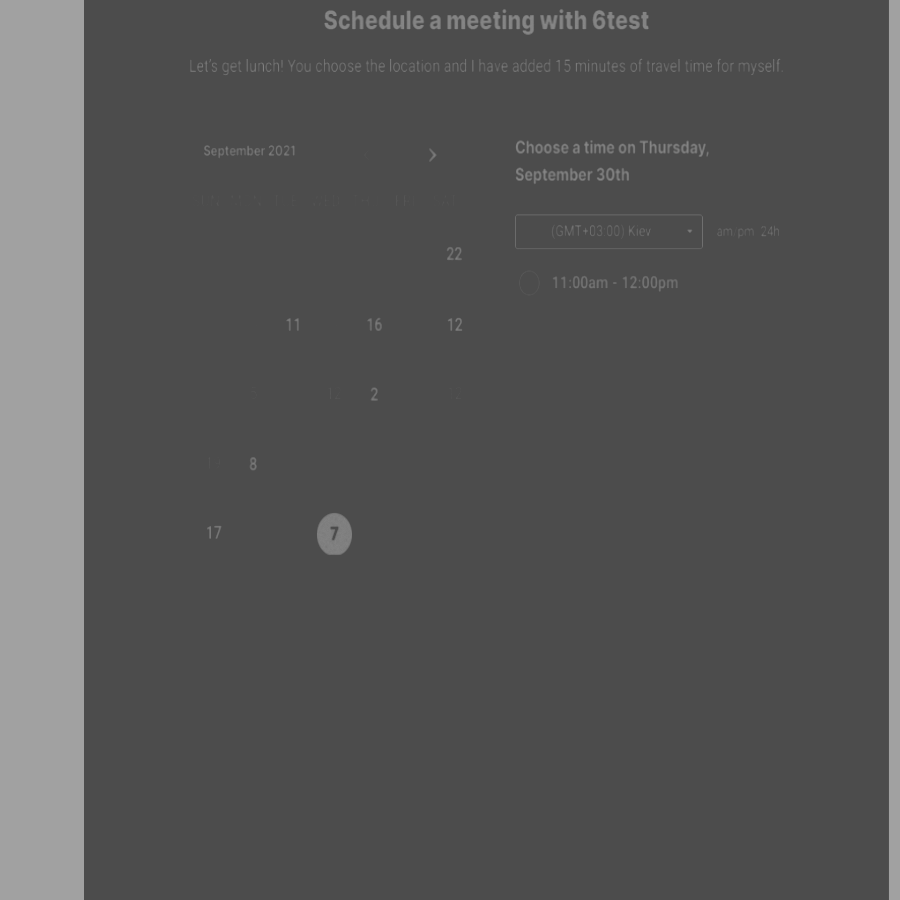 Schedule a meeting with 6test
Let's get lunch! You choose the location and I have added 15 minutes of travel time for myself.
September 2021
Choose a time on Thursday,
September 30th
(GMT+03:00) Kiev
am/pm 24h
22
11:00am - 12:00pm
11 16 12
2
8
17 7